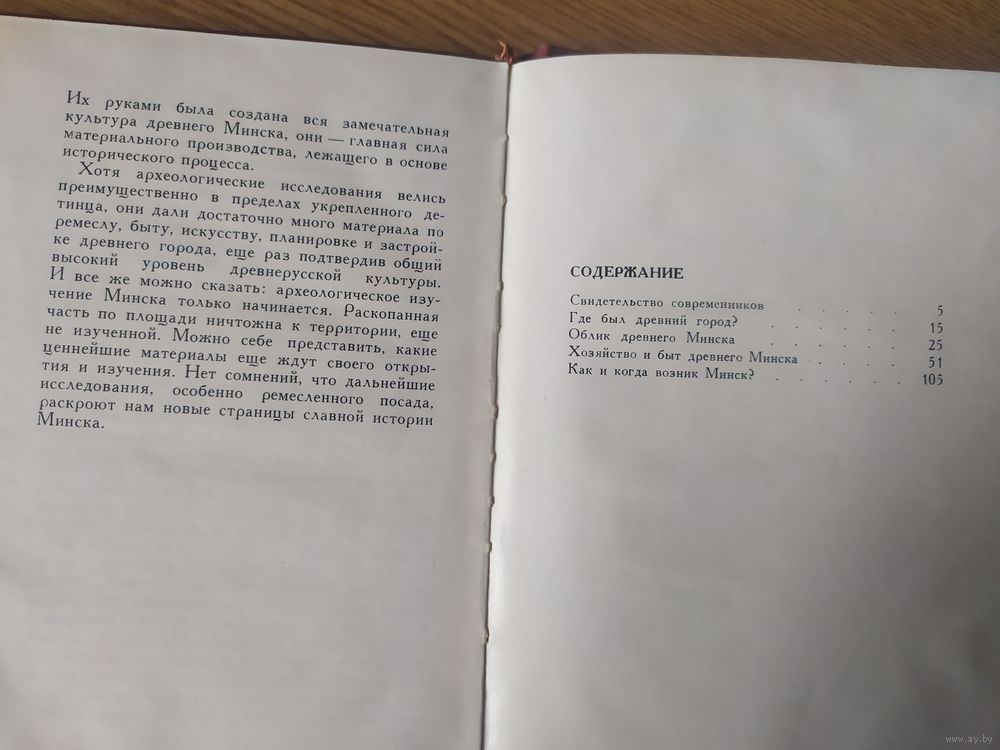 Их руками была создана вся замечательная
культура древнего Минска, они — главная сила
материального производства, лежащего в основе
исторического процесса.
Хотя археологические исследования велись
преимущественно в пределах укрепленного де-
тинца, они дали достаточно много материала по
ремеслу, быту, искусству, планировке и застрой-
ке древнего города, еще раз подтвердив общий
высокий уровень древнерусской культуры.
И все же можно сказать: археологическое изу-
чение Минска только начинается. Раскопанная
часть по площади ничтожна к территории, еще
не изученной. Можно себе представить, какие
ценнейшие материалы еще ждут своего откры-
тия и изучения. Нет сомнений, что дальнейшие
исследования, особенно ремесленного посада,
раскроют нам новые страницы славной истории
Минска.
СОДЕРЖАНИЕ
Свидетельство современников . . . . . 5
Где был древний город? . . . . . . 15
Облик древнего Минска . . . . . . 25
Хозяйство и быт древнего Минска . . . . . 51
Как и когда возник Минск? . . . . . . 105
www.ay.by